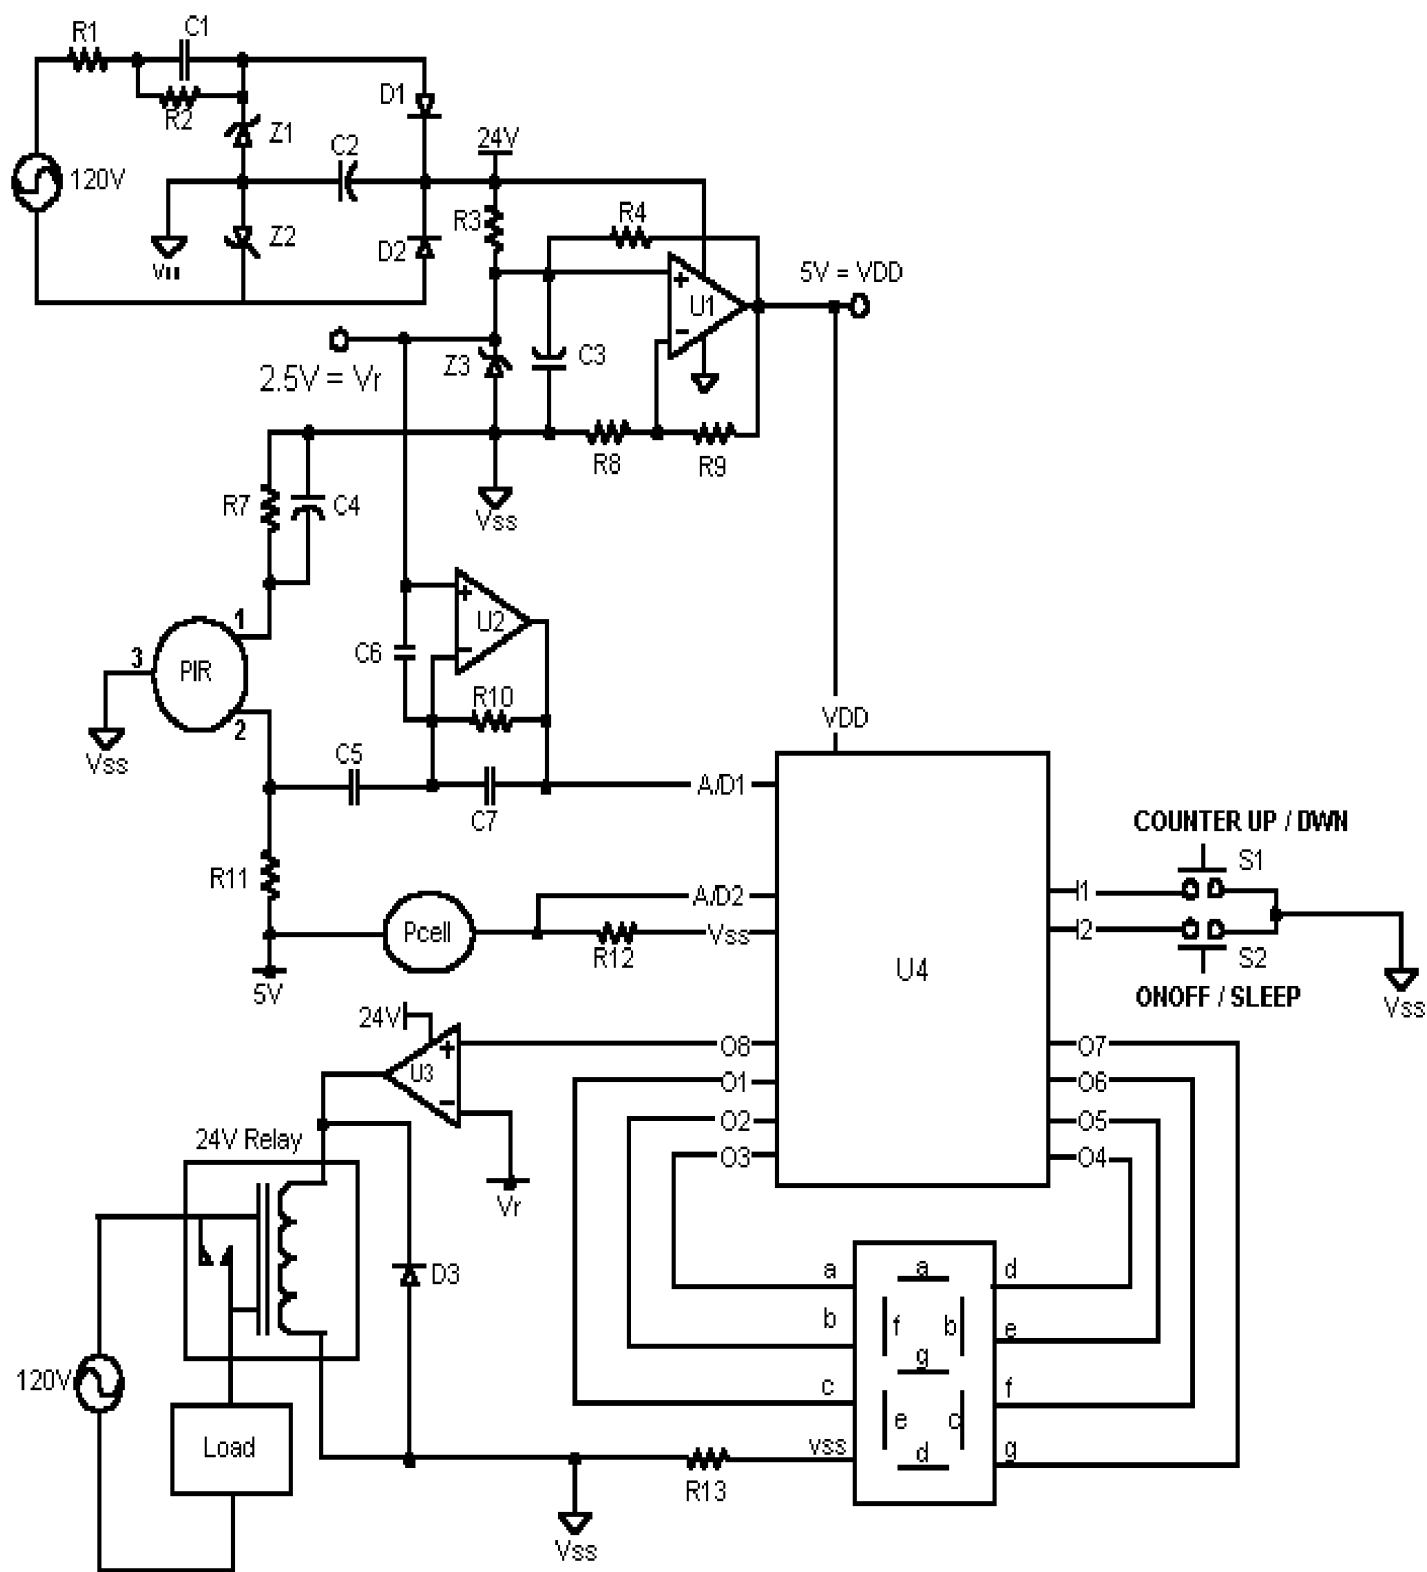 R1
C1
R2
Z1
D1
C2
24V
120V
Z2
D2
R3
R4
5V = VDD
U1
+
-
Z3
C3
2.5V = Vr
R8
R9
R7
C4
Vss
1
3
PIR
2
Vss
+
U2
-
C6
R10
C5
C7
VDD
A/D1
R11
A/D2
Pcell
Vss
R12
5V
U4
COUNTER UP / DWN
S1
I1
I2
S2
ONOFF / SLEEP
Vss
24V
+
U3
-
O8
O1
O2
O3
O7
O6
O5
O4
24V Relay
Vr
D3
120V
Load
a
b
c
vss
a
f
b
g
e
c
d
d
e
f
g
R13
Vss